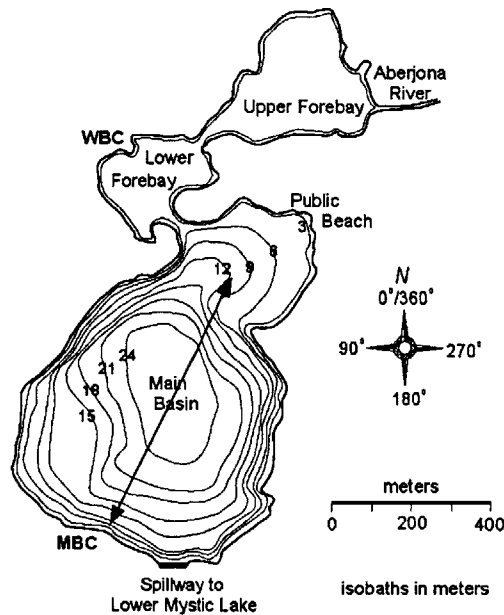 Aberjona
River
Upper Forebay
WBC
Lower
Forebay
Public
Beach
3
8
9
12
N
0°/360°
90°
270°
180°
24
21
18
15
Main
Basin
meters
0 200 400
MBC
Spillway to
Lower Mystic Lake
isobaths in meters